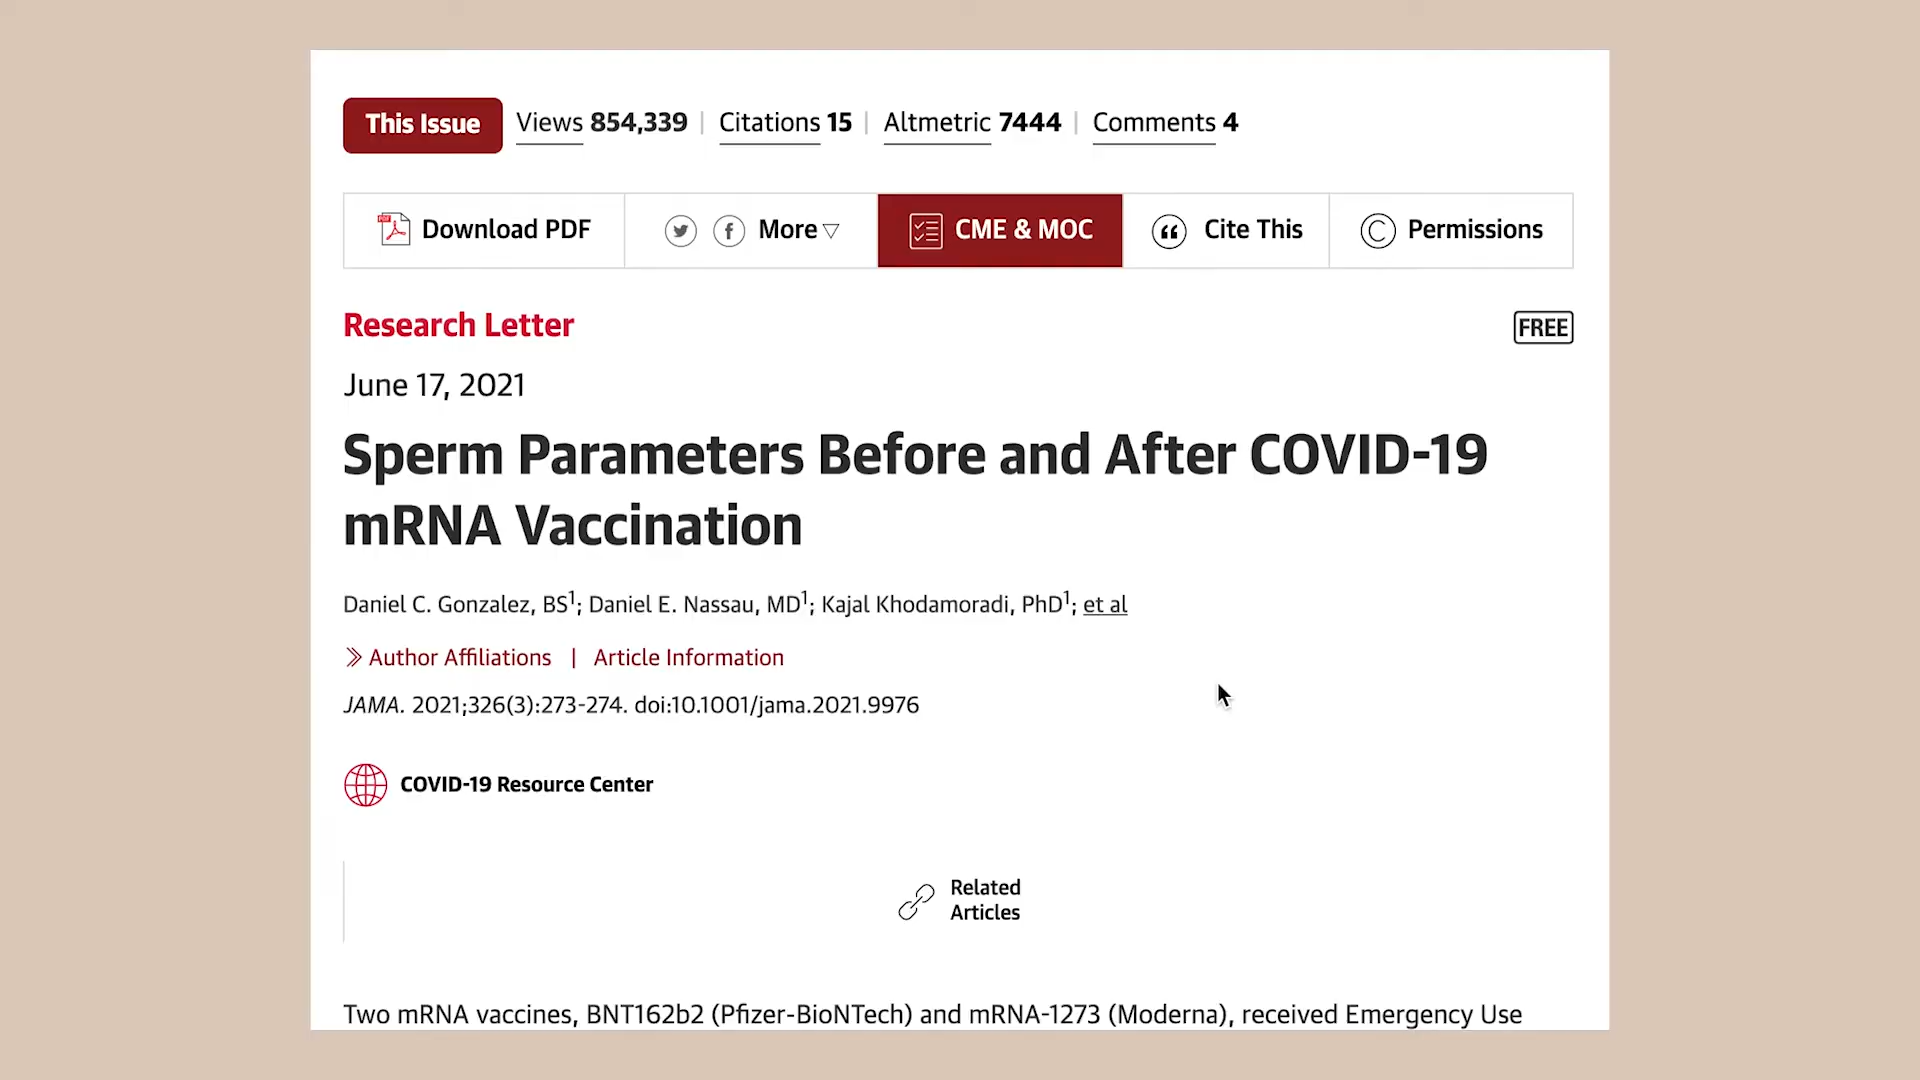 This Issue Views 854,339 | Citations 15 | Altmetric 7444 | Comments 4
Download PDF More CME & MOC Cite This Permissions
Research Letter FREE
June 17, 2021
Sperm Parameters Before and After COVID-19
mRNA Vaccination
Daniel C. Gonzalez, BS1; Daniel E. Nassau, MD1; Kajal Khodamoradi, PhD1; et al
Author Affiliations | Article Information
JAMA. 2021;326(3):273-274. doi:10.1001/jama.2021.9976
COVID-19 Resource Center
Related
Articles
Two mRNA vaccines, BNT162b2 (Pfizer-BioNTech) and mRNA-1273 (Moderna), received Emergency Use